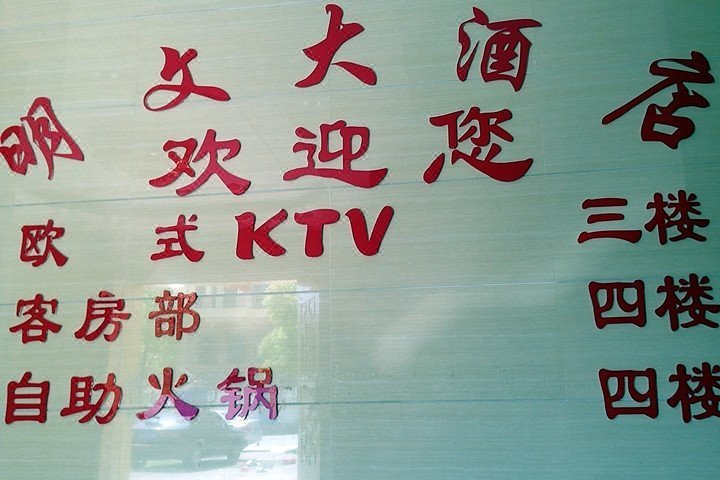 明文大酒店
欢迎您
欧式KTV 三楼
客房部 四楼
自助火锅 四楼